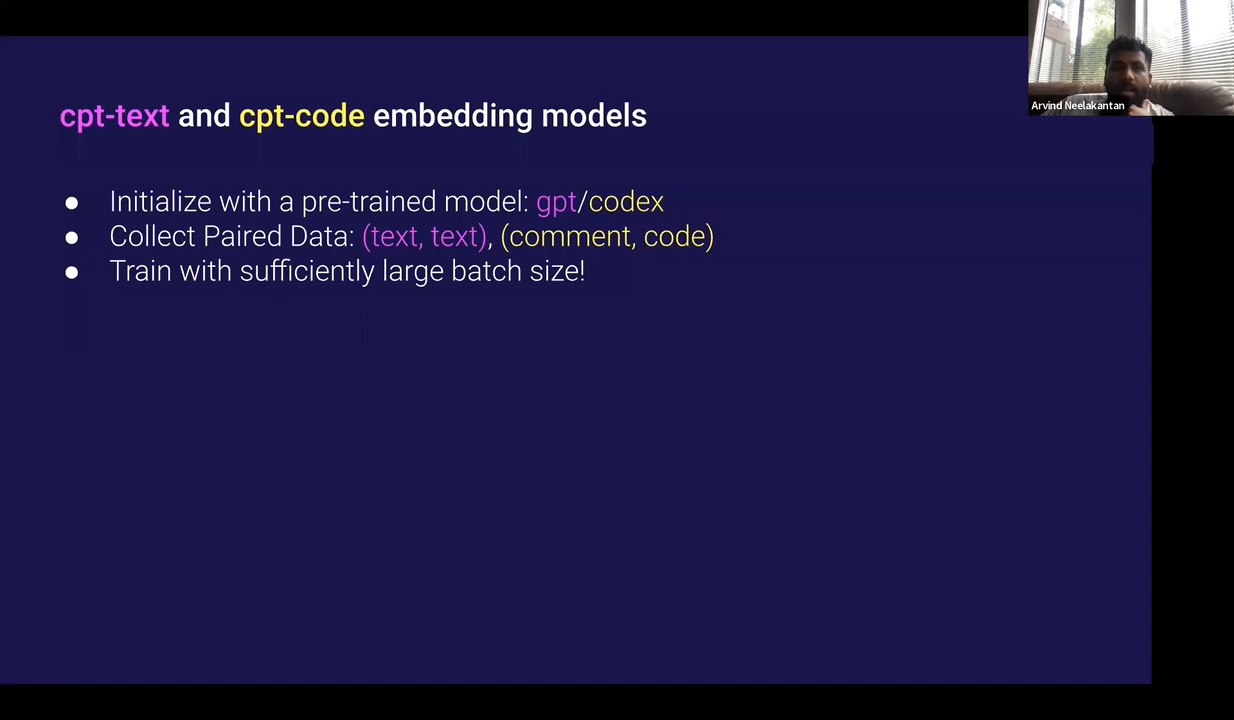 Arvind Neelakantan
cpt-text and cpt-code embedding models
● Initialize with a pre-trained model: gpt/codex
● Collect Paired Data: (text, text), (comment, code)
● Train with sufficiently large batch size!